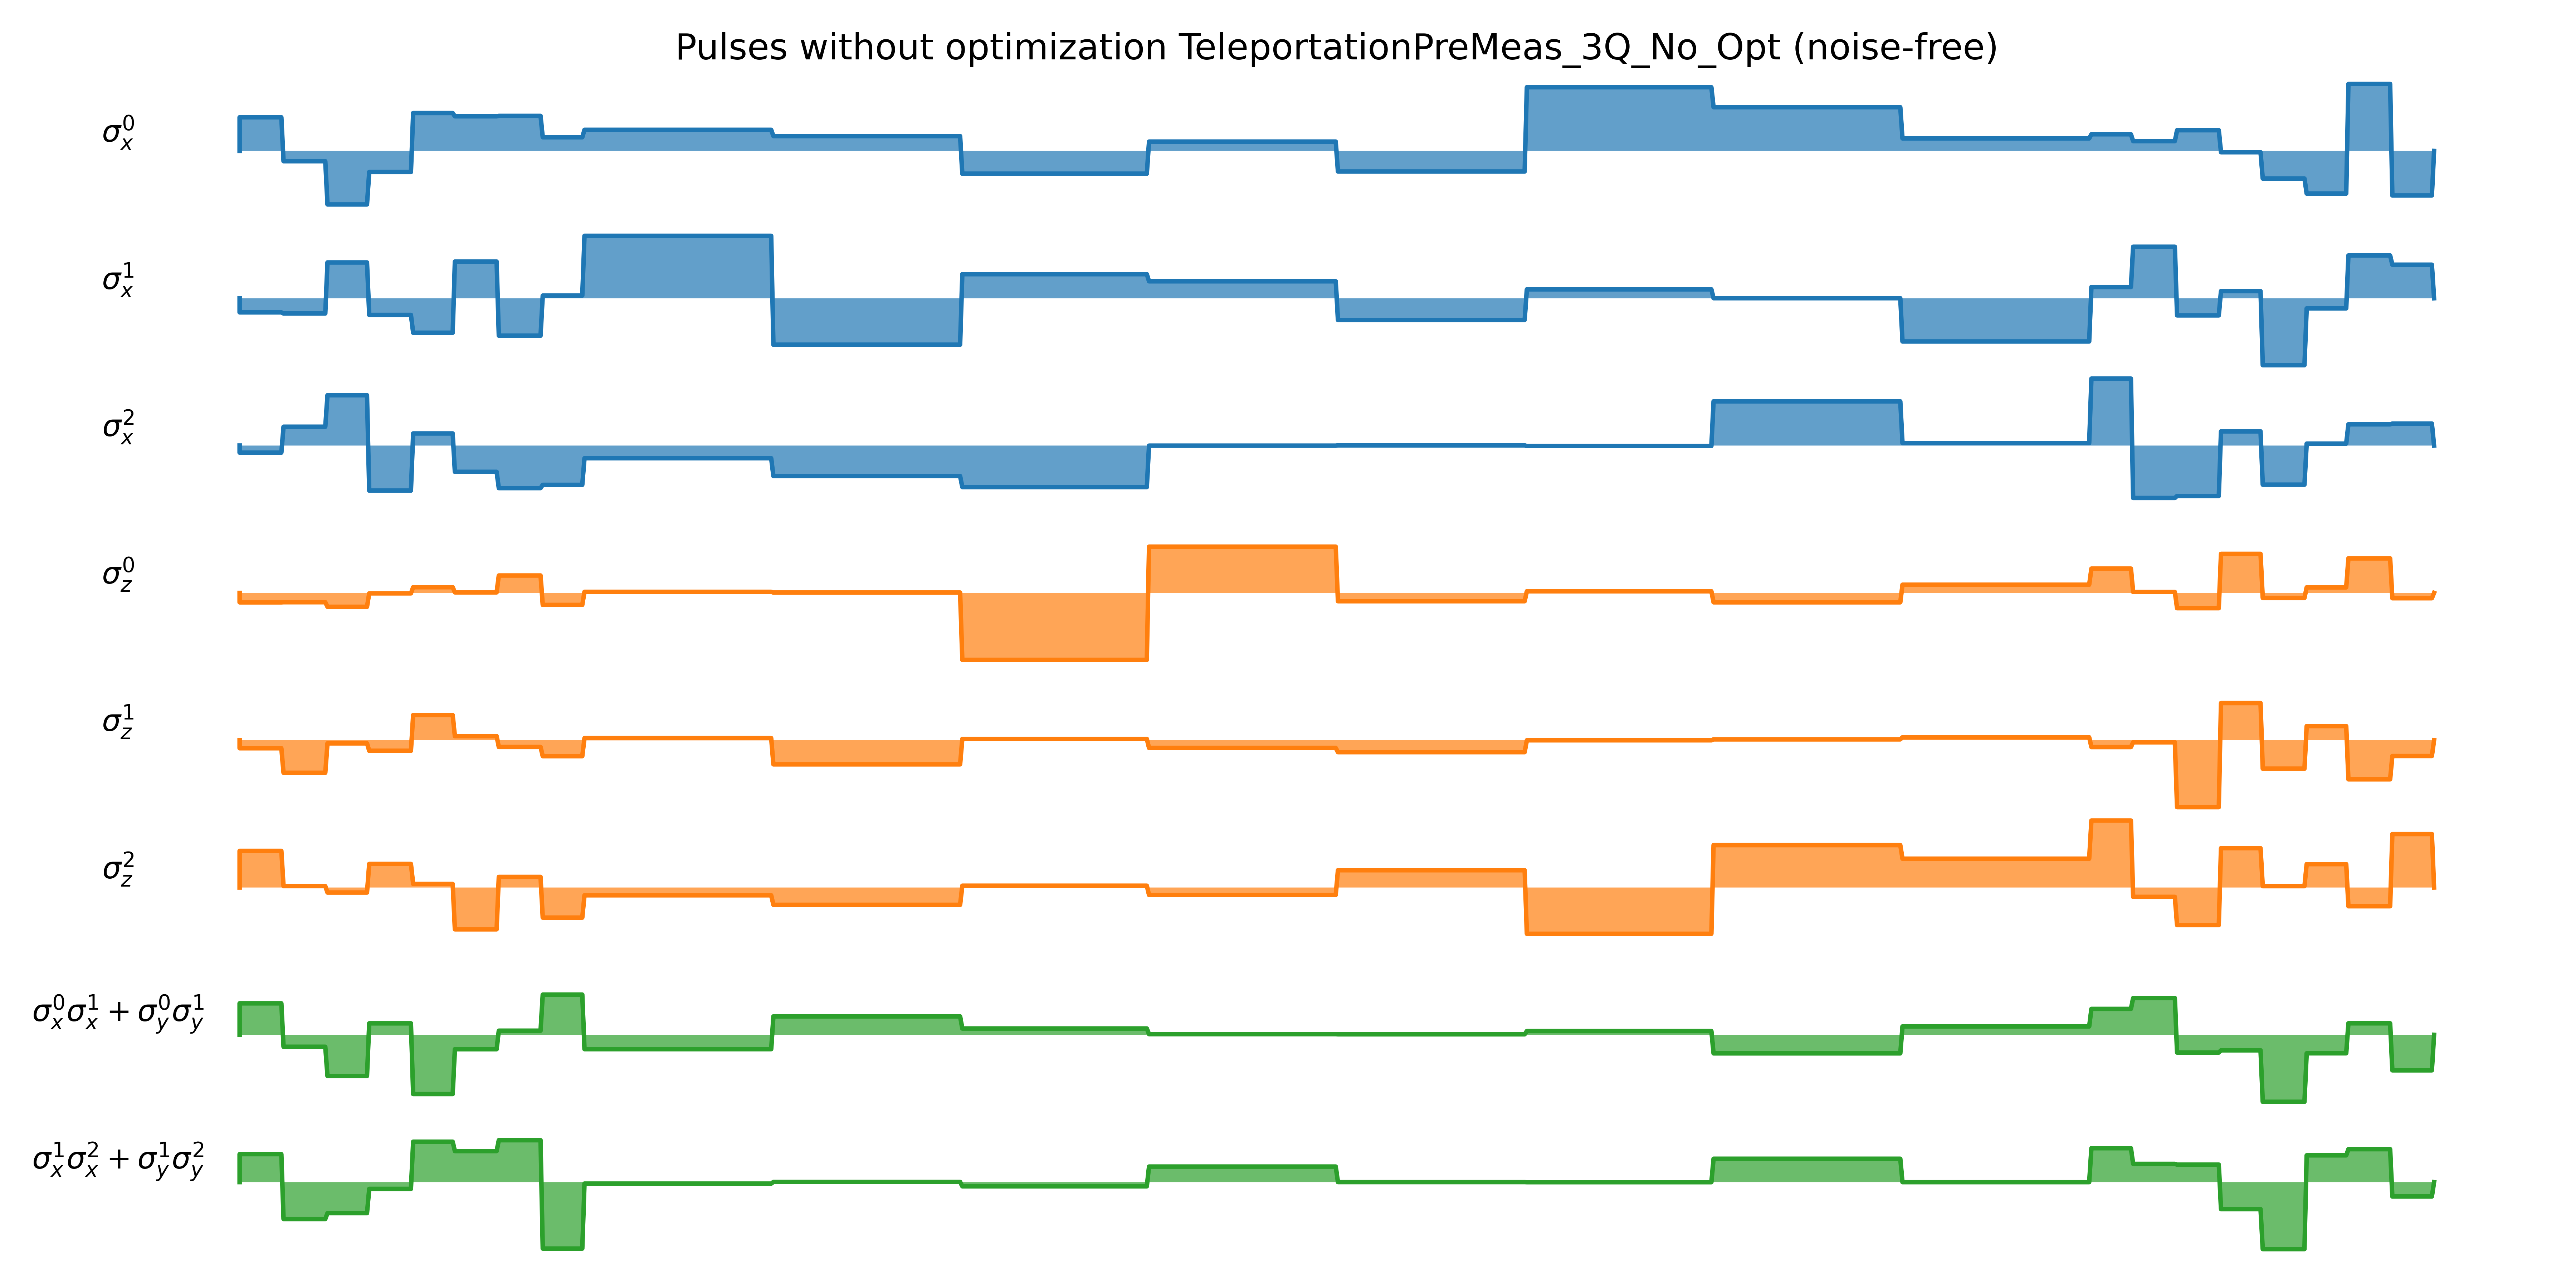 Pulses without optimization TeleportationPreMeas_3Q_No_Opt (noise-free)
σ_x^0
σ_x^1
σ_x^2
σ_z^0
σ_z^1
σ_z^2
σ_x^0σ_x^1 + σ_y^0σ_y^1
σ_x^1σ_x^2 + σ_y^1σ_y^2